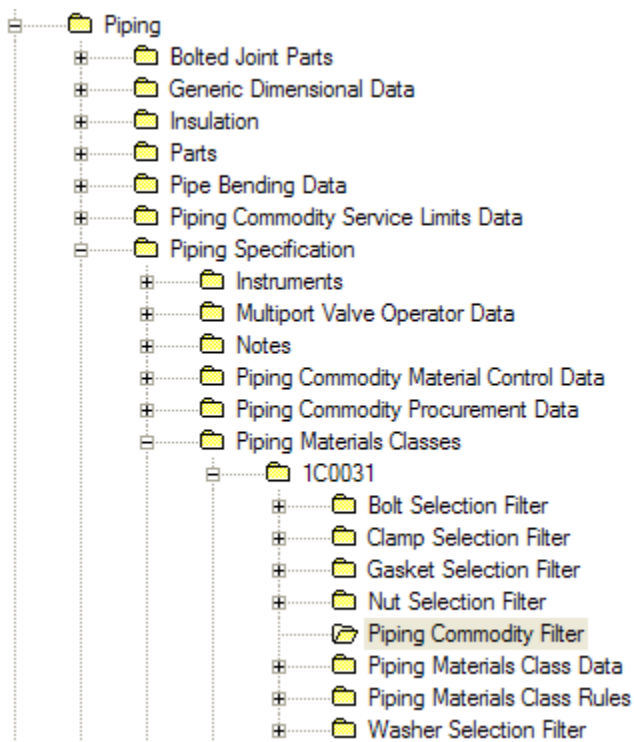 Piping
Bolted Joint Parts
Generic Dimensional Data
Insulation
Parts
Pipe Bending Data
Piping Commodity Service Limits Data
Piping Specification
Instruments
Multiport Valve Operator Data
Notes
Piping Commodity Material Control Data
Piping Commodity Procurement Data
Piping Materials Classes
1C0031
Bolt Selection Filter
Clamp Selection Filter
Gasket Selection Filter
Nut Selection Filter
Piping Commodity Filter
Piping Materials Class Data
Piping Materials Class Rules
Washer Selection Filter